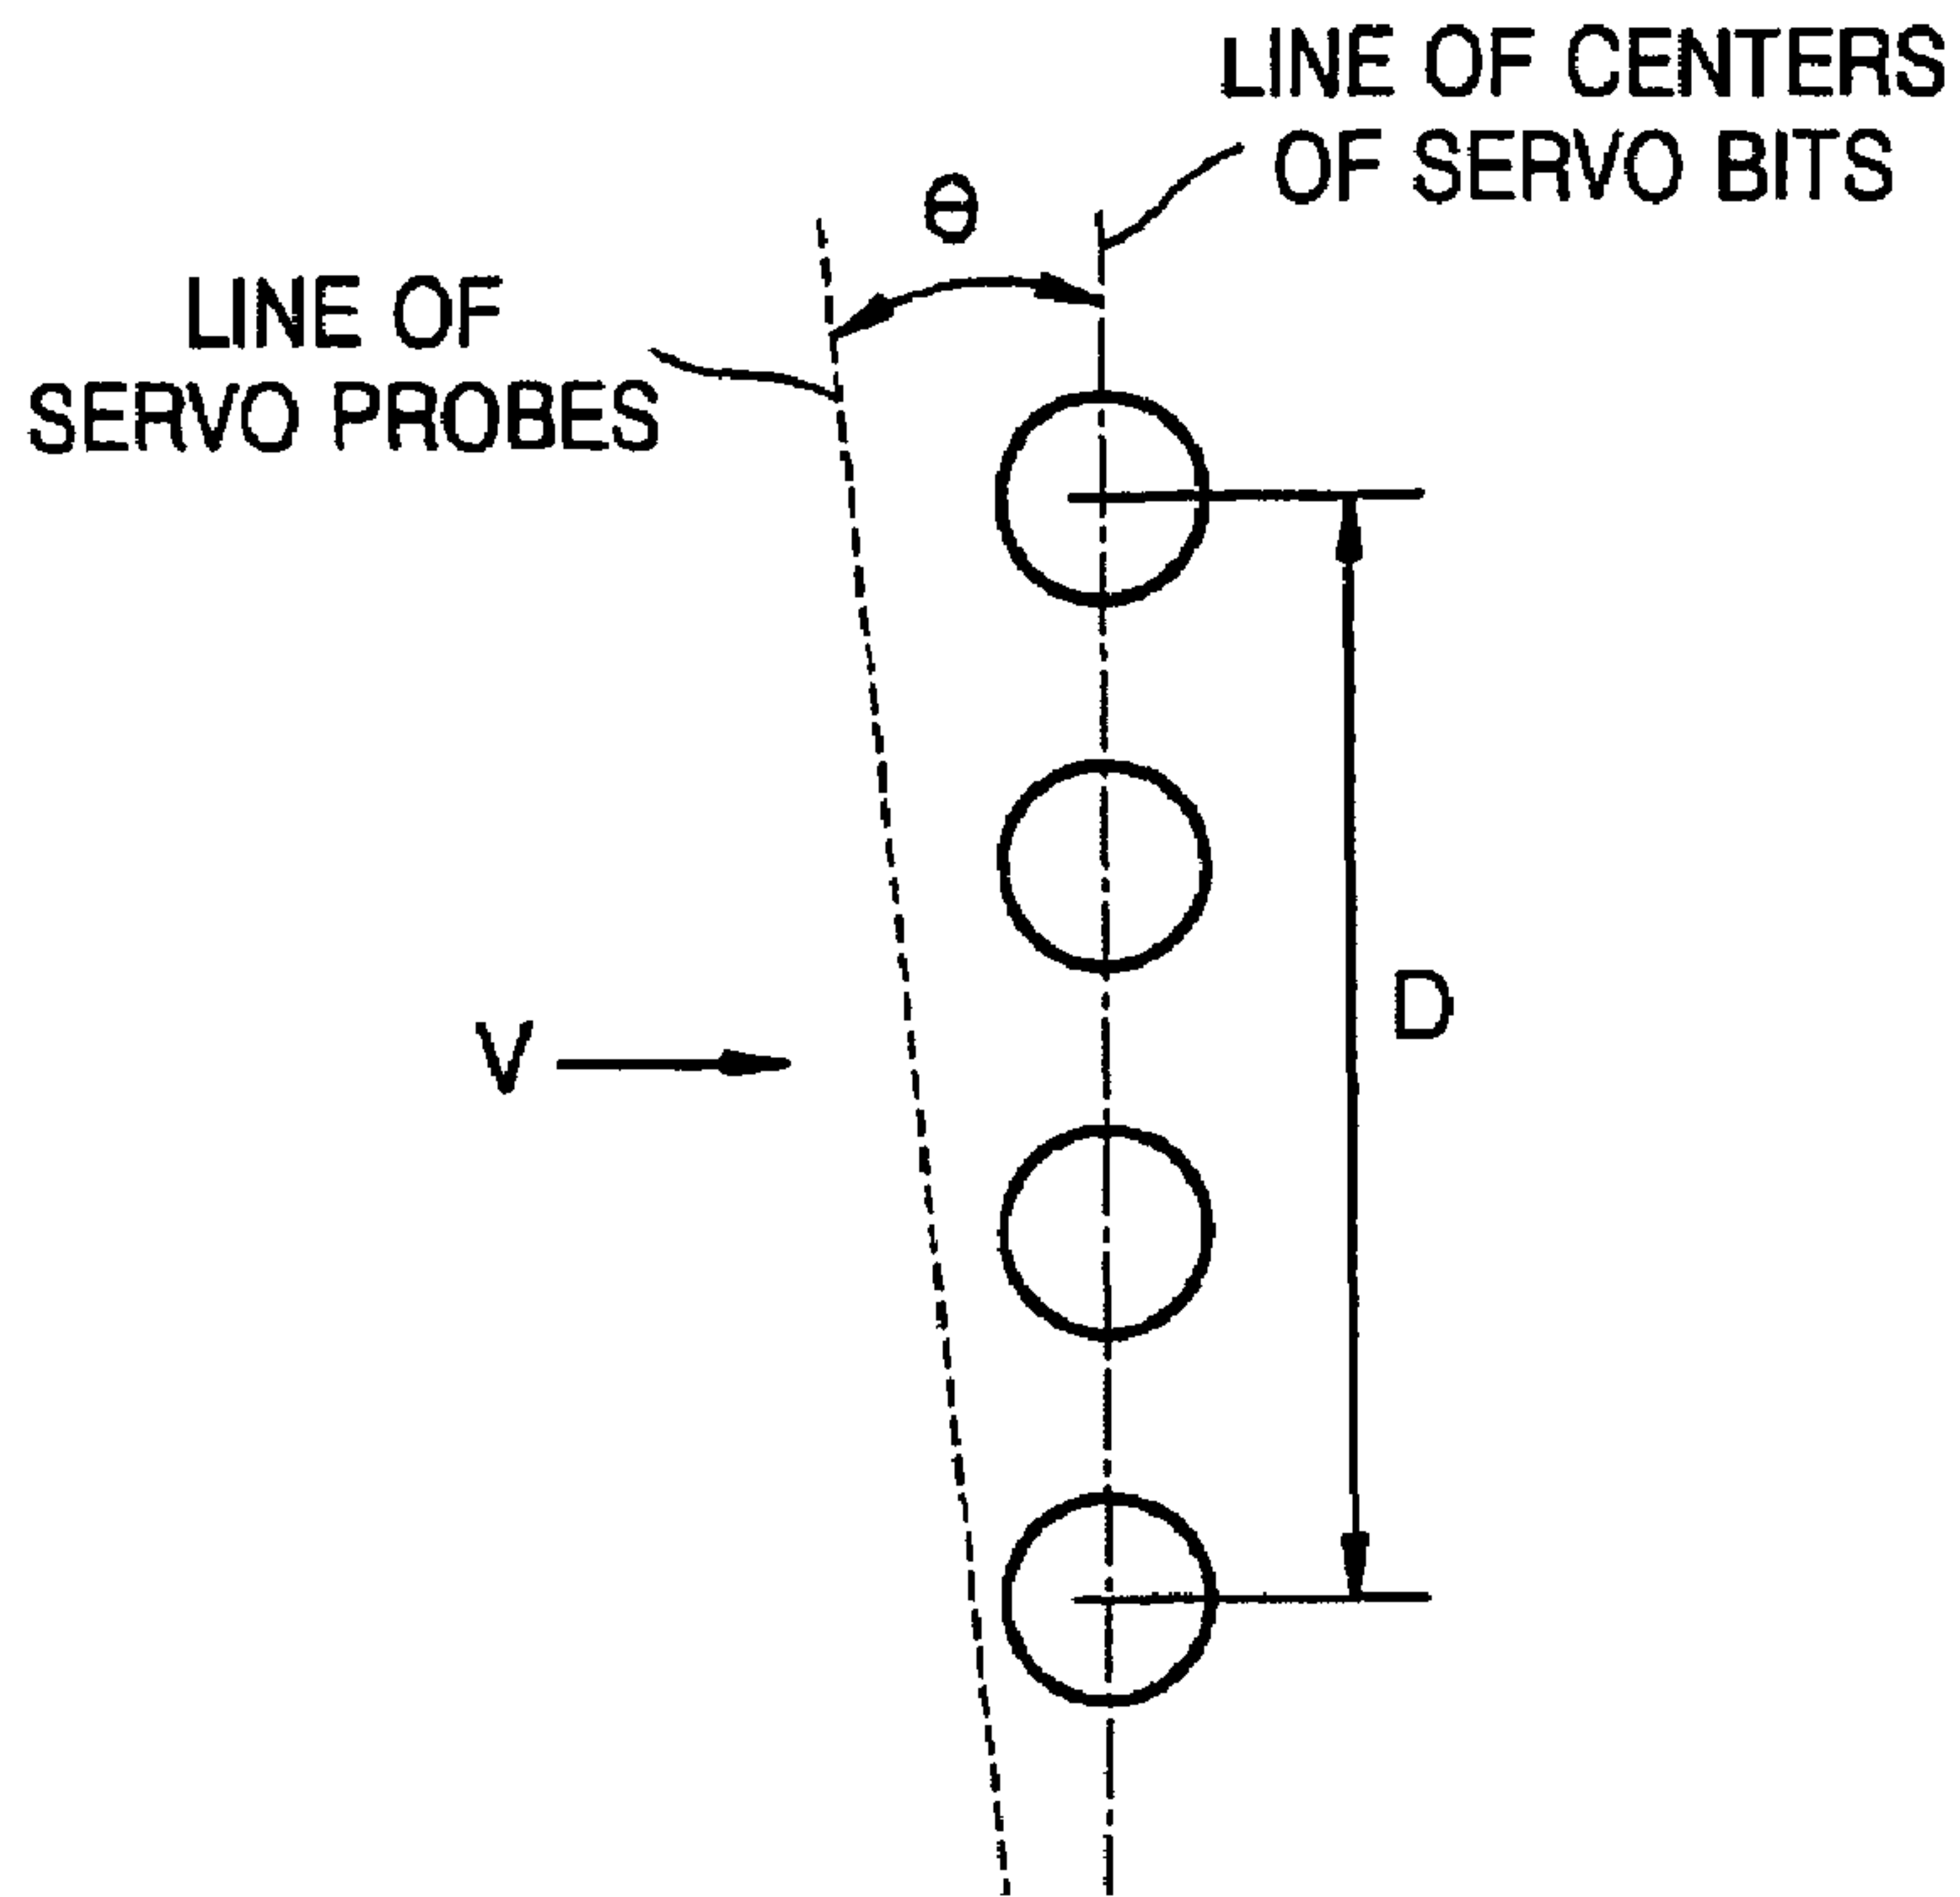 LINE OF CENTERS
OF SERVO BITS
θ
LINE OF
SERVO PROBES
D
V